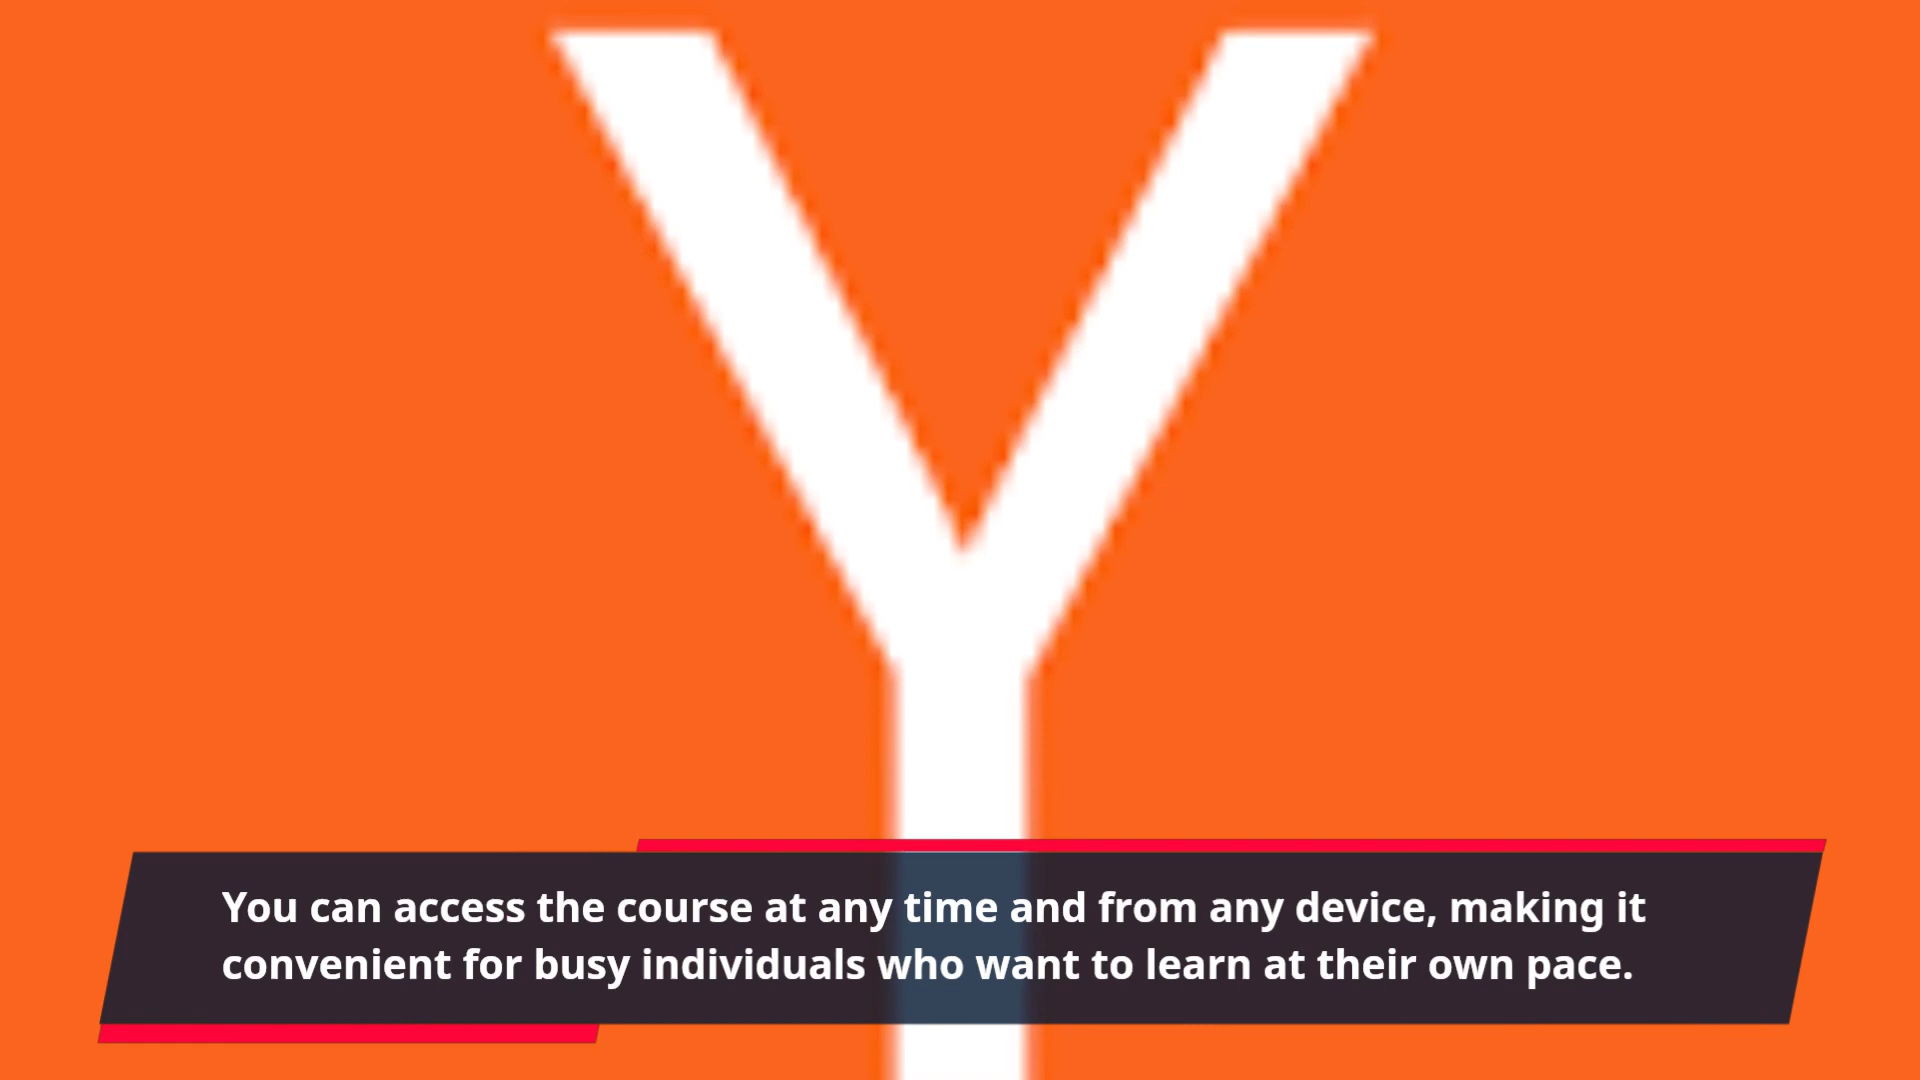 Y
You can access the course at any time and from any device, making it
convenient for busy individuals who want to learn at their own pace.